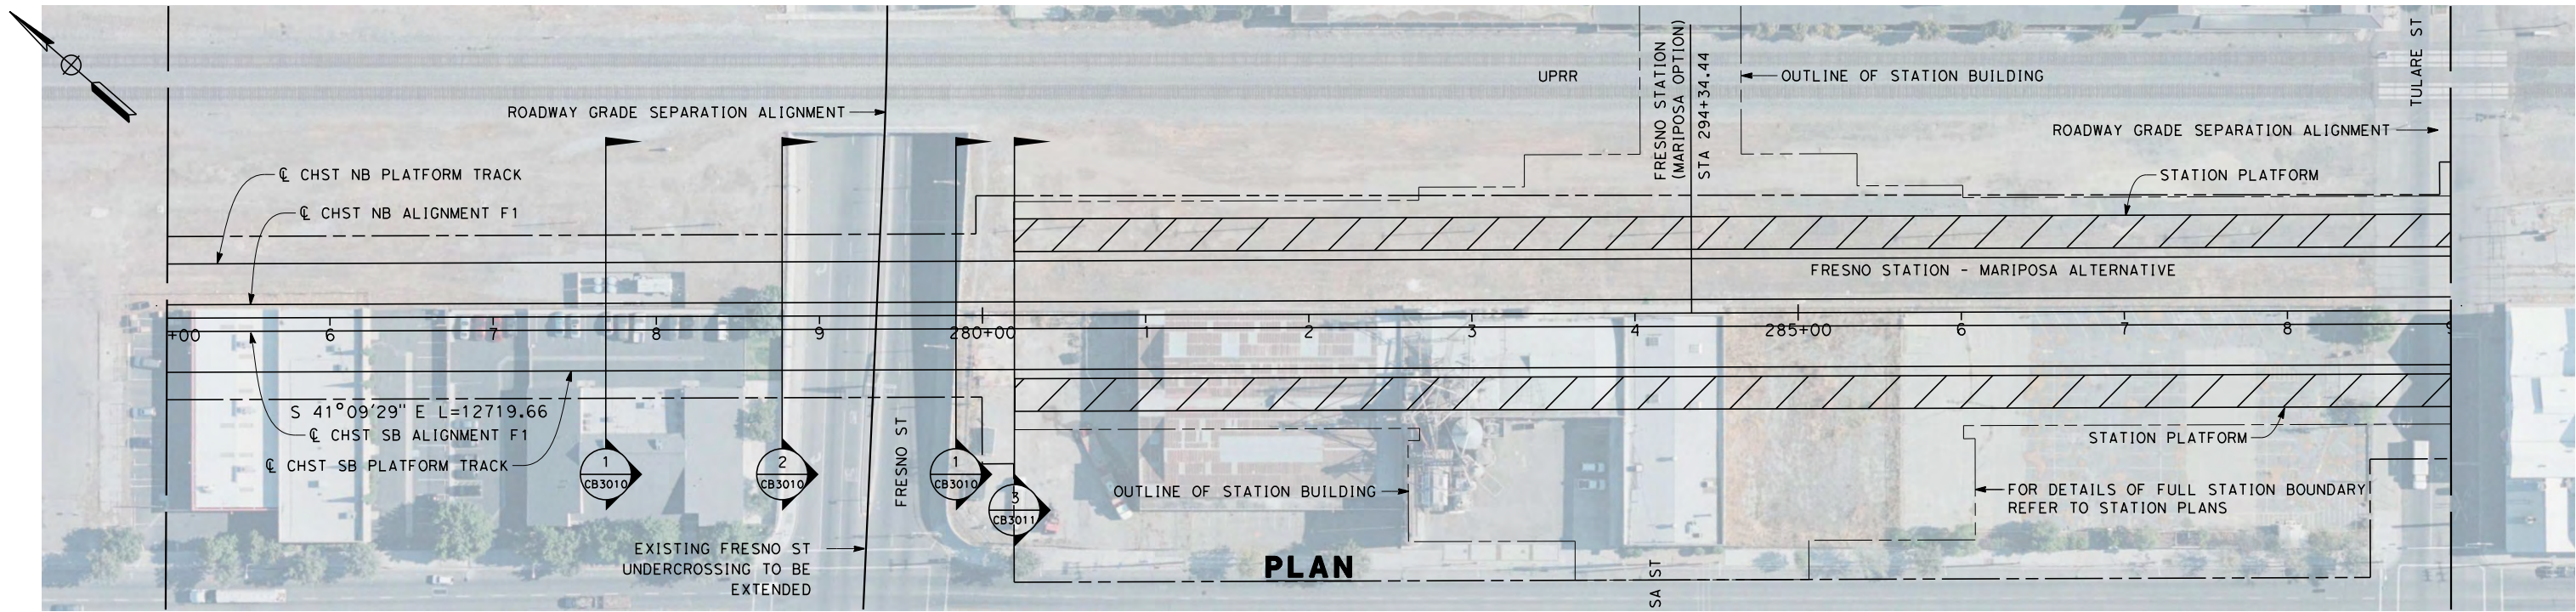 TULARE ST
FRESNO STATION
(MARIPOSA OPTION)
STA 294+34.44
UPRR
OUTLINE OF STATION BUILDING
ROADWAY GRADE SEPARATION ALIGNMENT
ROADWAY GRADE SEPARATION ALIGNMENT
℄ CHST NB PLATFORM TRACK
STATION PLATFORM
℄ CHST NB ALIGNMENT F1
FRESNO STATION - MARIPOSA ALTERNATIVE
+00 6 7 8 9 280+00 1 2 3 4 285+00 6 7 8 9
S 41°09'29" E L=12719.66
℄ CHST SB ALIGNMENT F1
STATION PLATFORM
℄ CHST SB PLATFORM TRACK
1
CB3010
2
CB3010
FRESNO ST
1
CB3010
3
CB3011
OUTLINE OF STATION BUILDING
FOR DETAILS OF FULL STATION BOUNDARY
REFER TO STATION PLANS
EXISTING FRESNO ST
UNDERCROSSING TO BE
EXTENDED
PLAN
SA ST